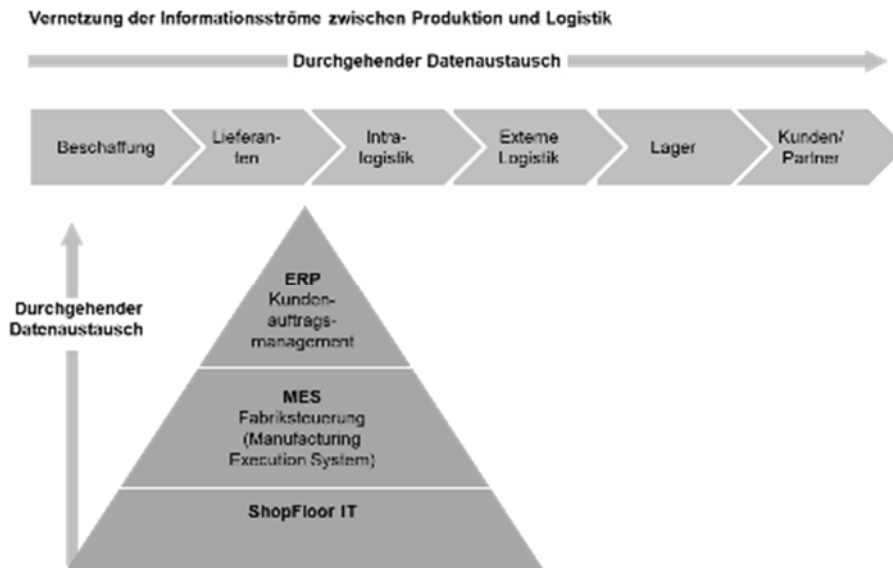 Vernetzung der Informationsströme zwischen Produktion und Logistik
Durchgehender Datenaustausch
Beschaffung
Lieferan-
ten
Intra-
logistik
Externe
Logistik
Lager
Kunden/
Partner
Durchgehender
Datenaustausch
ERP
Kunden-
auftrags-
management
MES
Fabriksteuerung
(Manufacturing
Execution System)
ShopFloor IT